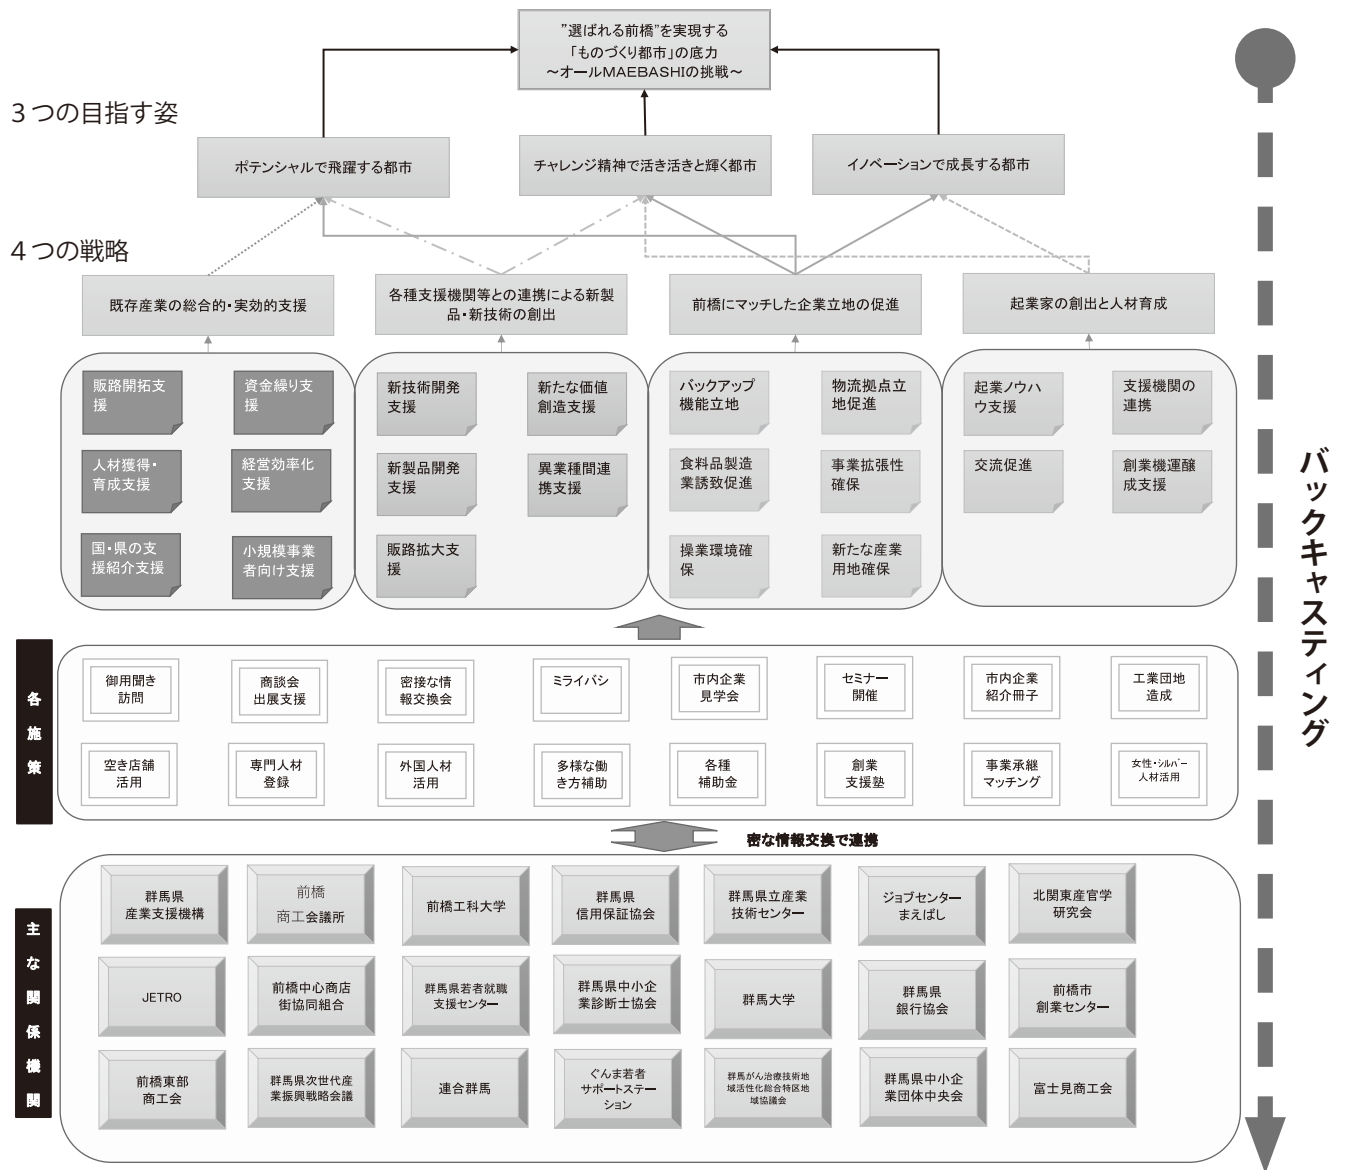 ”選ばれる前橋”を実現する
「ものづくり都市」の底力
～オールMAEBASHIの挑戦～
３つの目指す姿
ポテンシャルで飛躍する都市
チャレンジ精神で活き活きと輝く都市
イノベーションで成長する都市
４つの戦略
既存産業の総合的・実効的支援
各種支援機関等との連携による新製
品・新技術の創出
前橋にマッチした企業立地の促進
起業家の創出と人材育成
販路開拓支
援
資金繰り支
援
人材獲得・
育成支援
経営効率化
支援
国・県の支
援紹介支援
小規模事業
者向け支援
新技術開発
支援
新たな価値
創造支援
新製品開発
支援
異業種間連
携支援
販路拡大支
援
バックアップ
機能立地
物流拠点立
地促進
食料品製造
業誘致促進
事業拡張性
確保
操業環境確
保
新たな産業
用地確保
起業ノウハ
ウ支援
支援機関の
連携
交流促進
創業機運醸
成支援
バックキャスティング
各施策
御用聞き
訪問
商談会
出展支援
密接な情
報交換会
ミライバシ
市内企業
見学会
セミナー
開催
市内企業
紹介冊子
工業団地
造成
空き店舗
活用
専門人材
登録
外国人材
活用
多様な働
き方補助
各種
補助金
創業
支援塾
事業承継
マッチング
女性・シルバー
人材活用
密な情報交換で連携
主な関係機関
群馬県
産業支援機構
前橋
商工会議所
前橋工科大学
群馬県
信用保証協会
群馬県立産業
技術センター
ジョブセンター
まえばし
北関東産官学
研究会
JETRO
前橋中心商店
街協同組合
群馬県若者就職
支援センター
群馬県中小企
業診断士協会
群馬大学
群馬県
銀行協会
前橋市
創業センター
前橋東部
商工会
群馬県次世代産
業振興戦略会議
連合群馬
ぐんま若者
サポートステー
ション
群馬がん治療技術地
域活性化総合特区地
域協議会
群馬県中小企
業団体中央会
富士見商工会